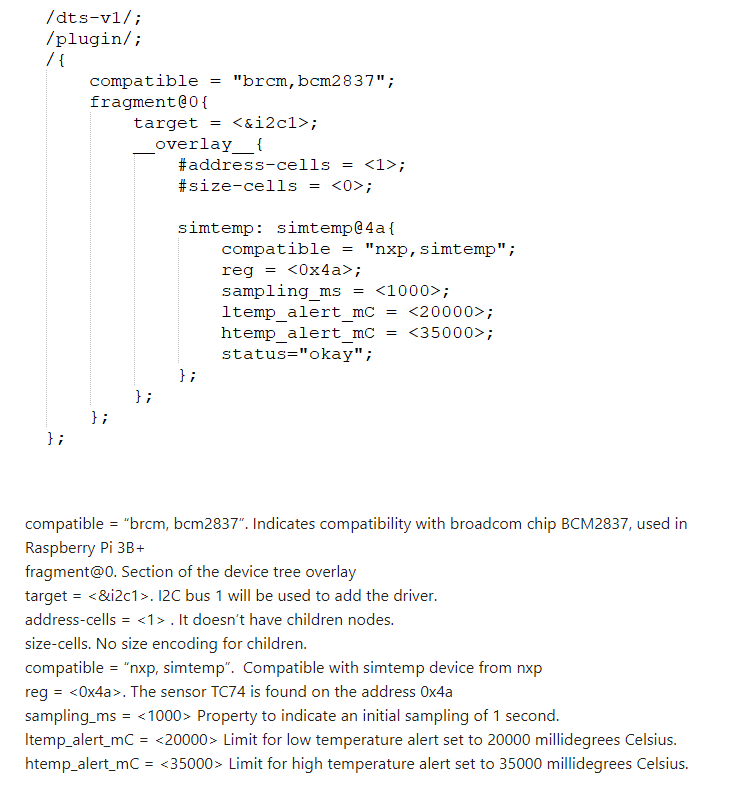 /dts-v1/;
/plugin/;
/{
compatible = "brcm,bcm2837";
fragment@0{
target = <&i2c1>;
__overlay__{
#address-cells = <1>;
#size-cells = <0>;
simtemp: simtemp@4a{
compatible = "nxp,simtemp";
reg = <0x4a>;
sampling_ms = <1000>;
ltemp_alert_mC = <20000>;
htemp_alert_mC = <35000>;
status="okay";
};
};
};
};
compatible = “brcm, bcm2837”. Indicates compatibility with broadcom chip BCM2837, used in
Raspberry Pi 3B+
fragment@0. Section of the device tree overlay
target = <&i2c1>. I2C bus 1 will be used to add the driver.
address-cells = <1> . It doesn’t have children nodes.
size-cells. No size encoding for children.
compatible = “nxp, simtemp”.  Compatible with simtemp device from nxp
reg = <0x4a>. The sensor TC74 is found on the address 0x4a
sampling_ms = <1000> Property to indicate an initial sampling of 1 second.
ltemp_alert_mC = <20000> Limit for low temperature alert set to 20000 millidegrees Celsius.
htemp_alert_mC = <35000> Limit for high temperature alert set to 35000 millidegrees Celsius.